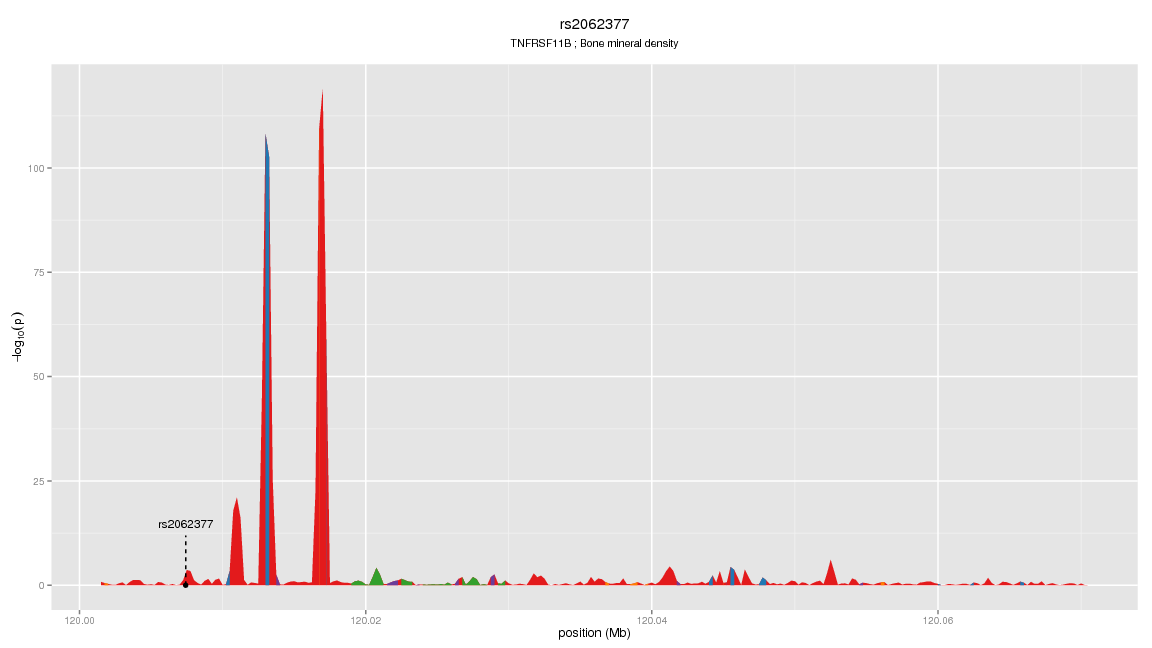 rs2062377
TNFRSF11B ; Bone mineral density
100
75
50
25
0
−log10(p)
rs2062377
120.00 120.02 120.04 120.06
position (Mb)